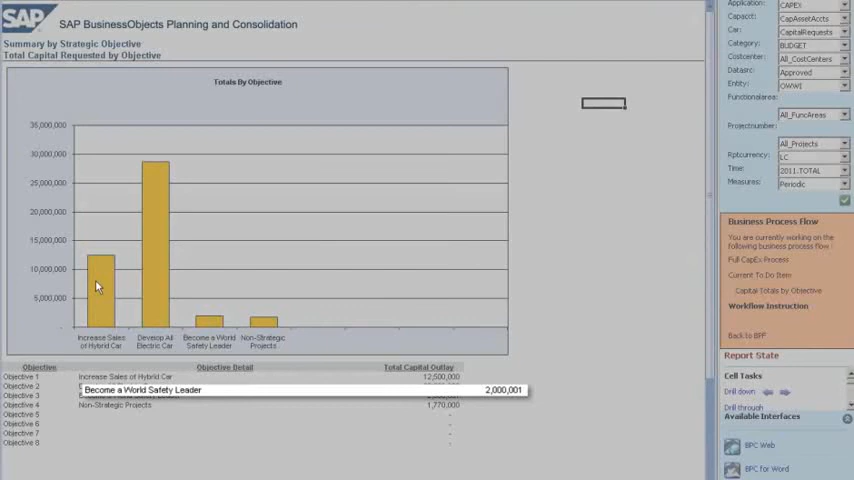 SAP
SAP BusinessObjects Planning and Consolidation
Summary by Strategic Objective
Total Capital Requested by Objective
Totals By Objective
35,000,000
30,000,000
25,000,000
20,000,000
15,000,000
10,000,000
5,000,000
-
Increase Sales of Hybrid Car
Develop All Electric Car
Become a World Safety Leader
Non-Strategic Projects
Objective Objective Detail Total Capital Outlay
Objective 1 Increase Sales of Hybrid Car 12,500,000
Objective 2
Become a World Safety Leader 2,000,001
Objective 3
Objective 4 Non-Strategic Projects 1,770,000
Objective 5 -
Objective 6 -
Objective 7 -
Objective 8 -
Application: CAPEX
Capacct: CapAssetAccts
Car: CapitalRequests
Category: BUDGET
Costcenter: All_CostCenters
Datasrc: Approved
Entity: OWW1
Functionalarea:
All_FuncAreas
Projectnumber:
All_Projects
Rptcurrency: LC
Time: 2011.TOTAL
Measures: Periodic
Business Process Flow
You are currently working on the
following business process flow :
Full CapEx Process
Current To Do Item
Capital Totals by Objective
Workflow Instruction
Back to BPF
Report State
Cell Tasks
Drill down
Drill through
Available Interfaces
BPC Web
BPC for Word